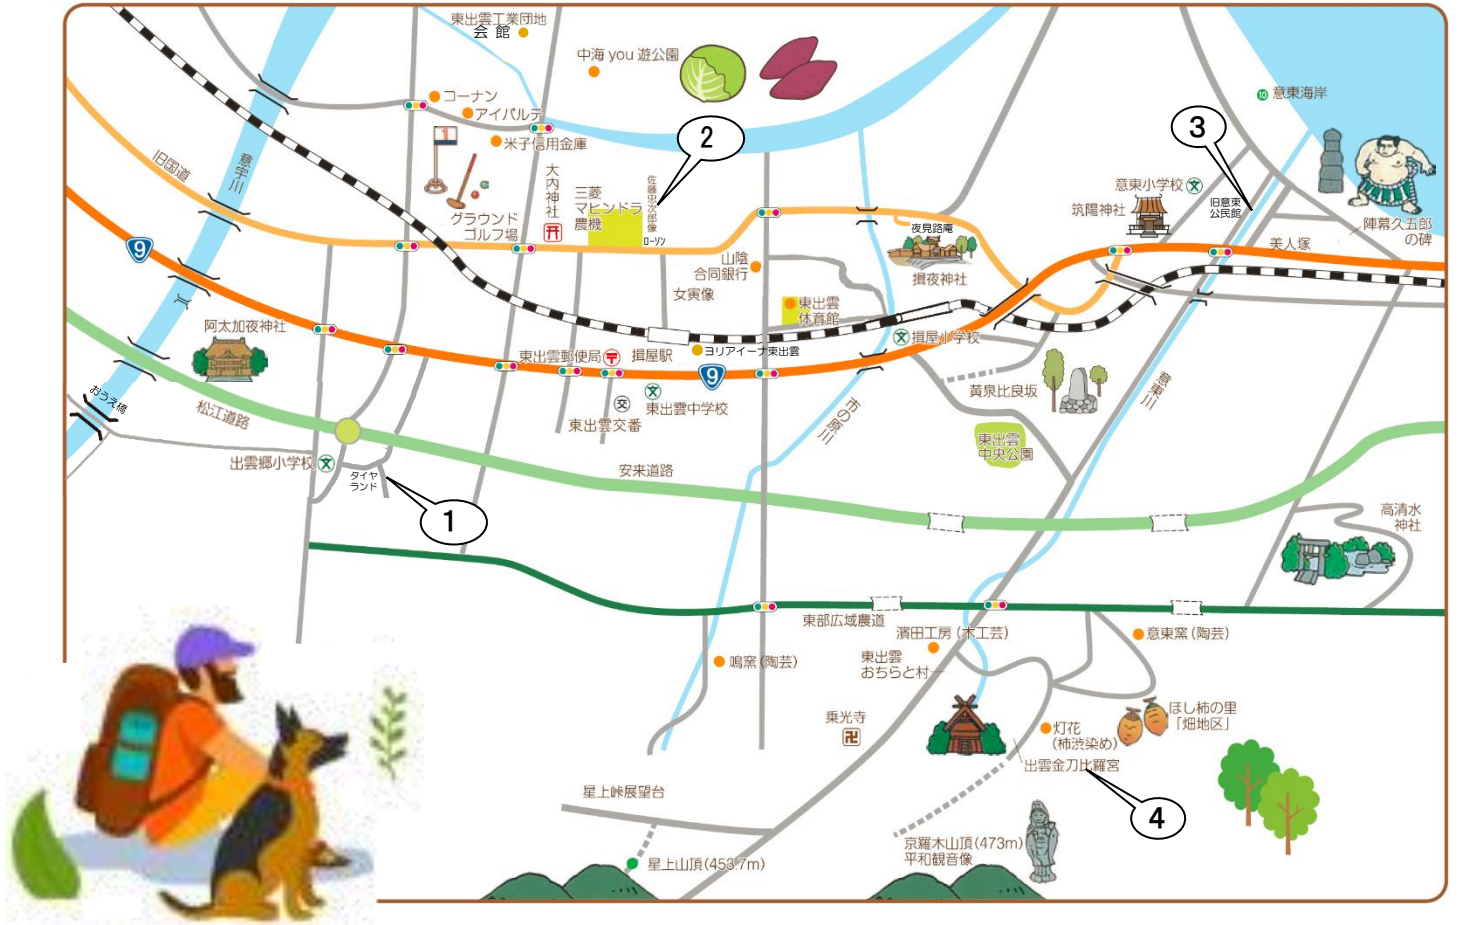 東出雲工業団地
会館
中海 you 遊公園
コーナン
アイパルテ
米子信用金庫
1
2
3
⑩ 意東海岸
旧国道
意宇川
グラウンド
ゴルフ場
大内神社
三菱
マヒンドラ
農機
佐藤忠次郎像
ローソン
意東小学校
文
筑陽神社
旧意東
公民館
陣幕久五郎
の碑
美人塚
夜見路庵
揖夜神社
山陰
合同銀行
女寅像
東出雲
体育館
9
阿太加夜神社
東出雲郵便局
揖屋駅
ヨリアイーナ東出雲
文
揖屋小学校
9
文
東出雲中学校
交
東出雲交番
黄泉比良坂
意東川
市の原川
おうえ橋
松江道路
出雲郷小学校
文
タイヤ
ランド
1
安来道路
東出雲
中央公園
高清水
神社
東部広域農道
濱田工房(木工芸)
意東窯(陶芸)
東出雲
おちらと村
鳴窯(陶芸)
乗光寺
卍
灯花
(柿渋染め)
ほし柿の里
「畑地区」
出雲金刀比羅宮
4
星上峠展望台
星上山頂(453.7m)
京羅木山頂(473m)
平和観音像